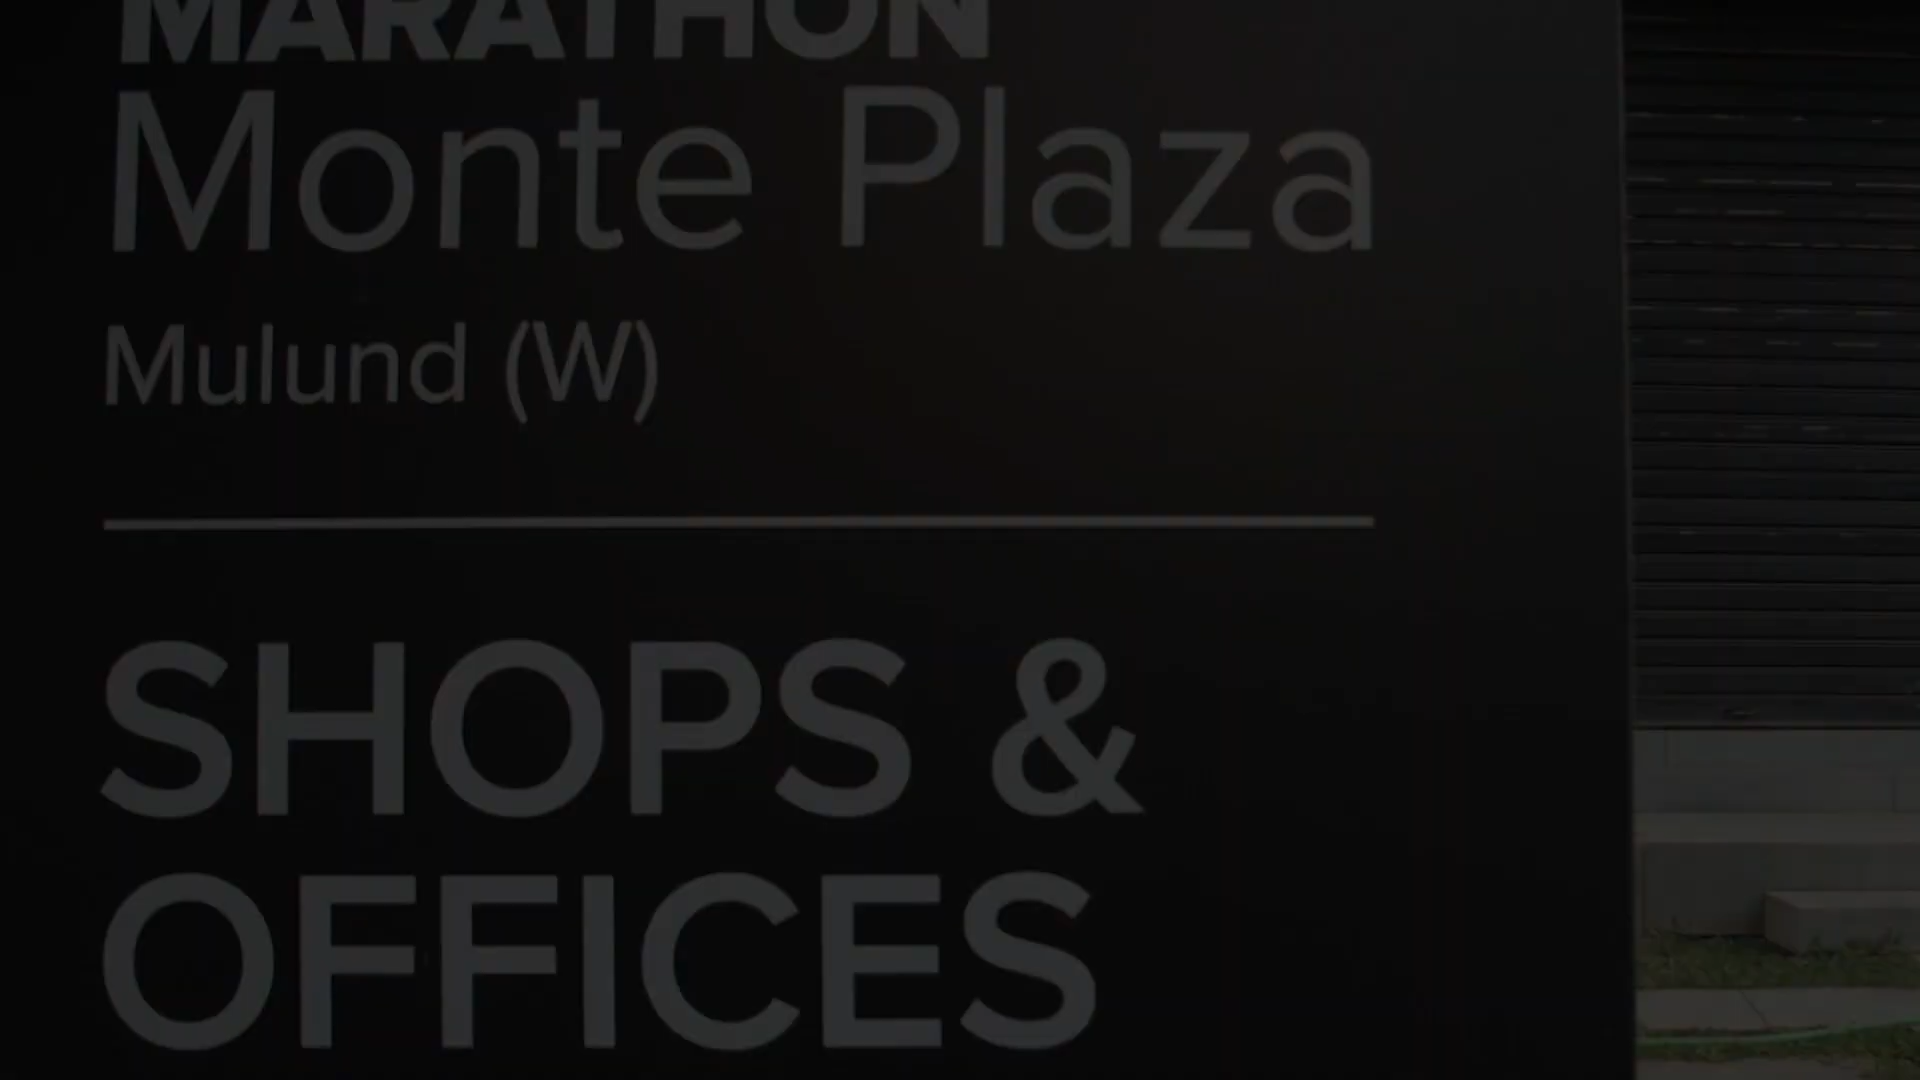 MARATHON
Monte Plaza
Mulund (W)
SHOPS &
OFFICES